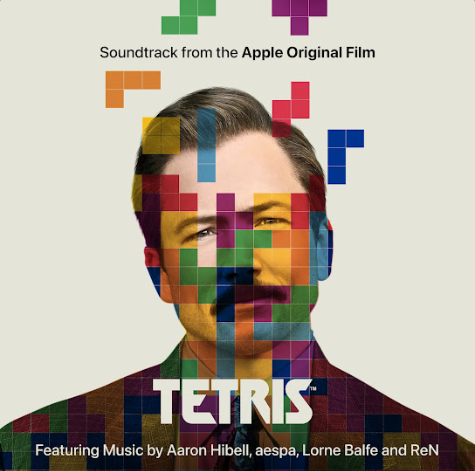 Soundtrack from the Apple Original Film
TETRIS™
Featuring Music by Aaron Hibell, aespa, Lorne Balfe and ReN